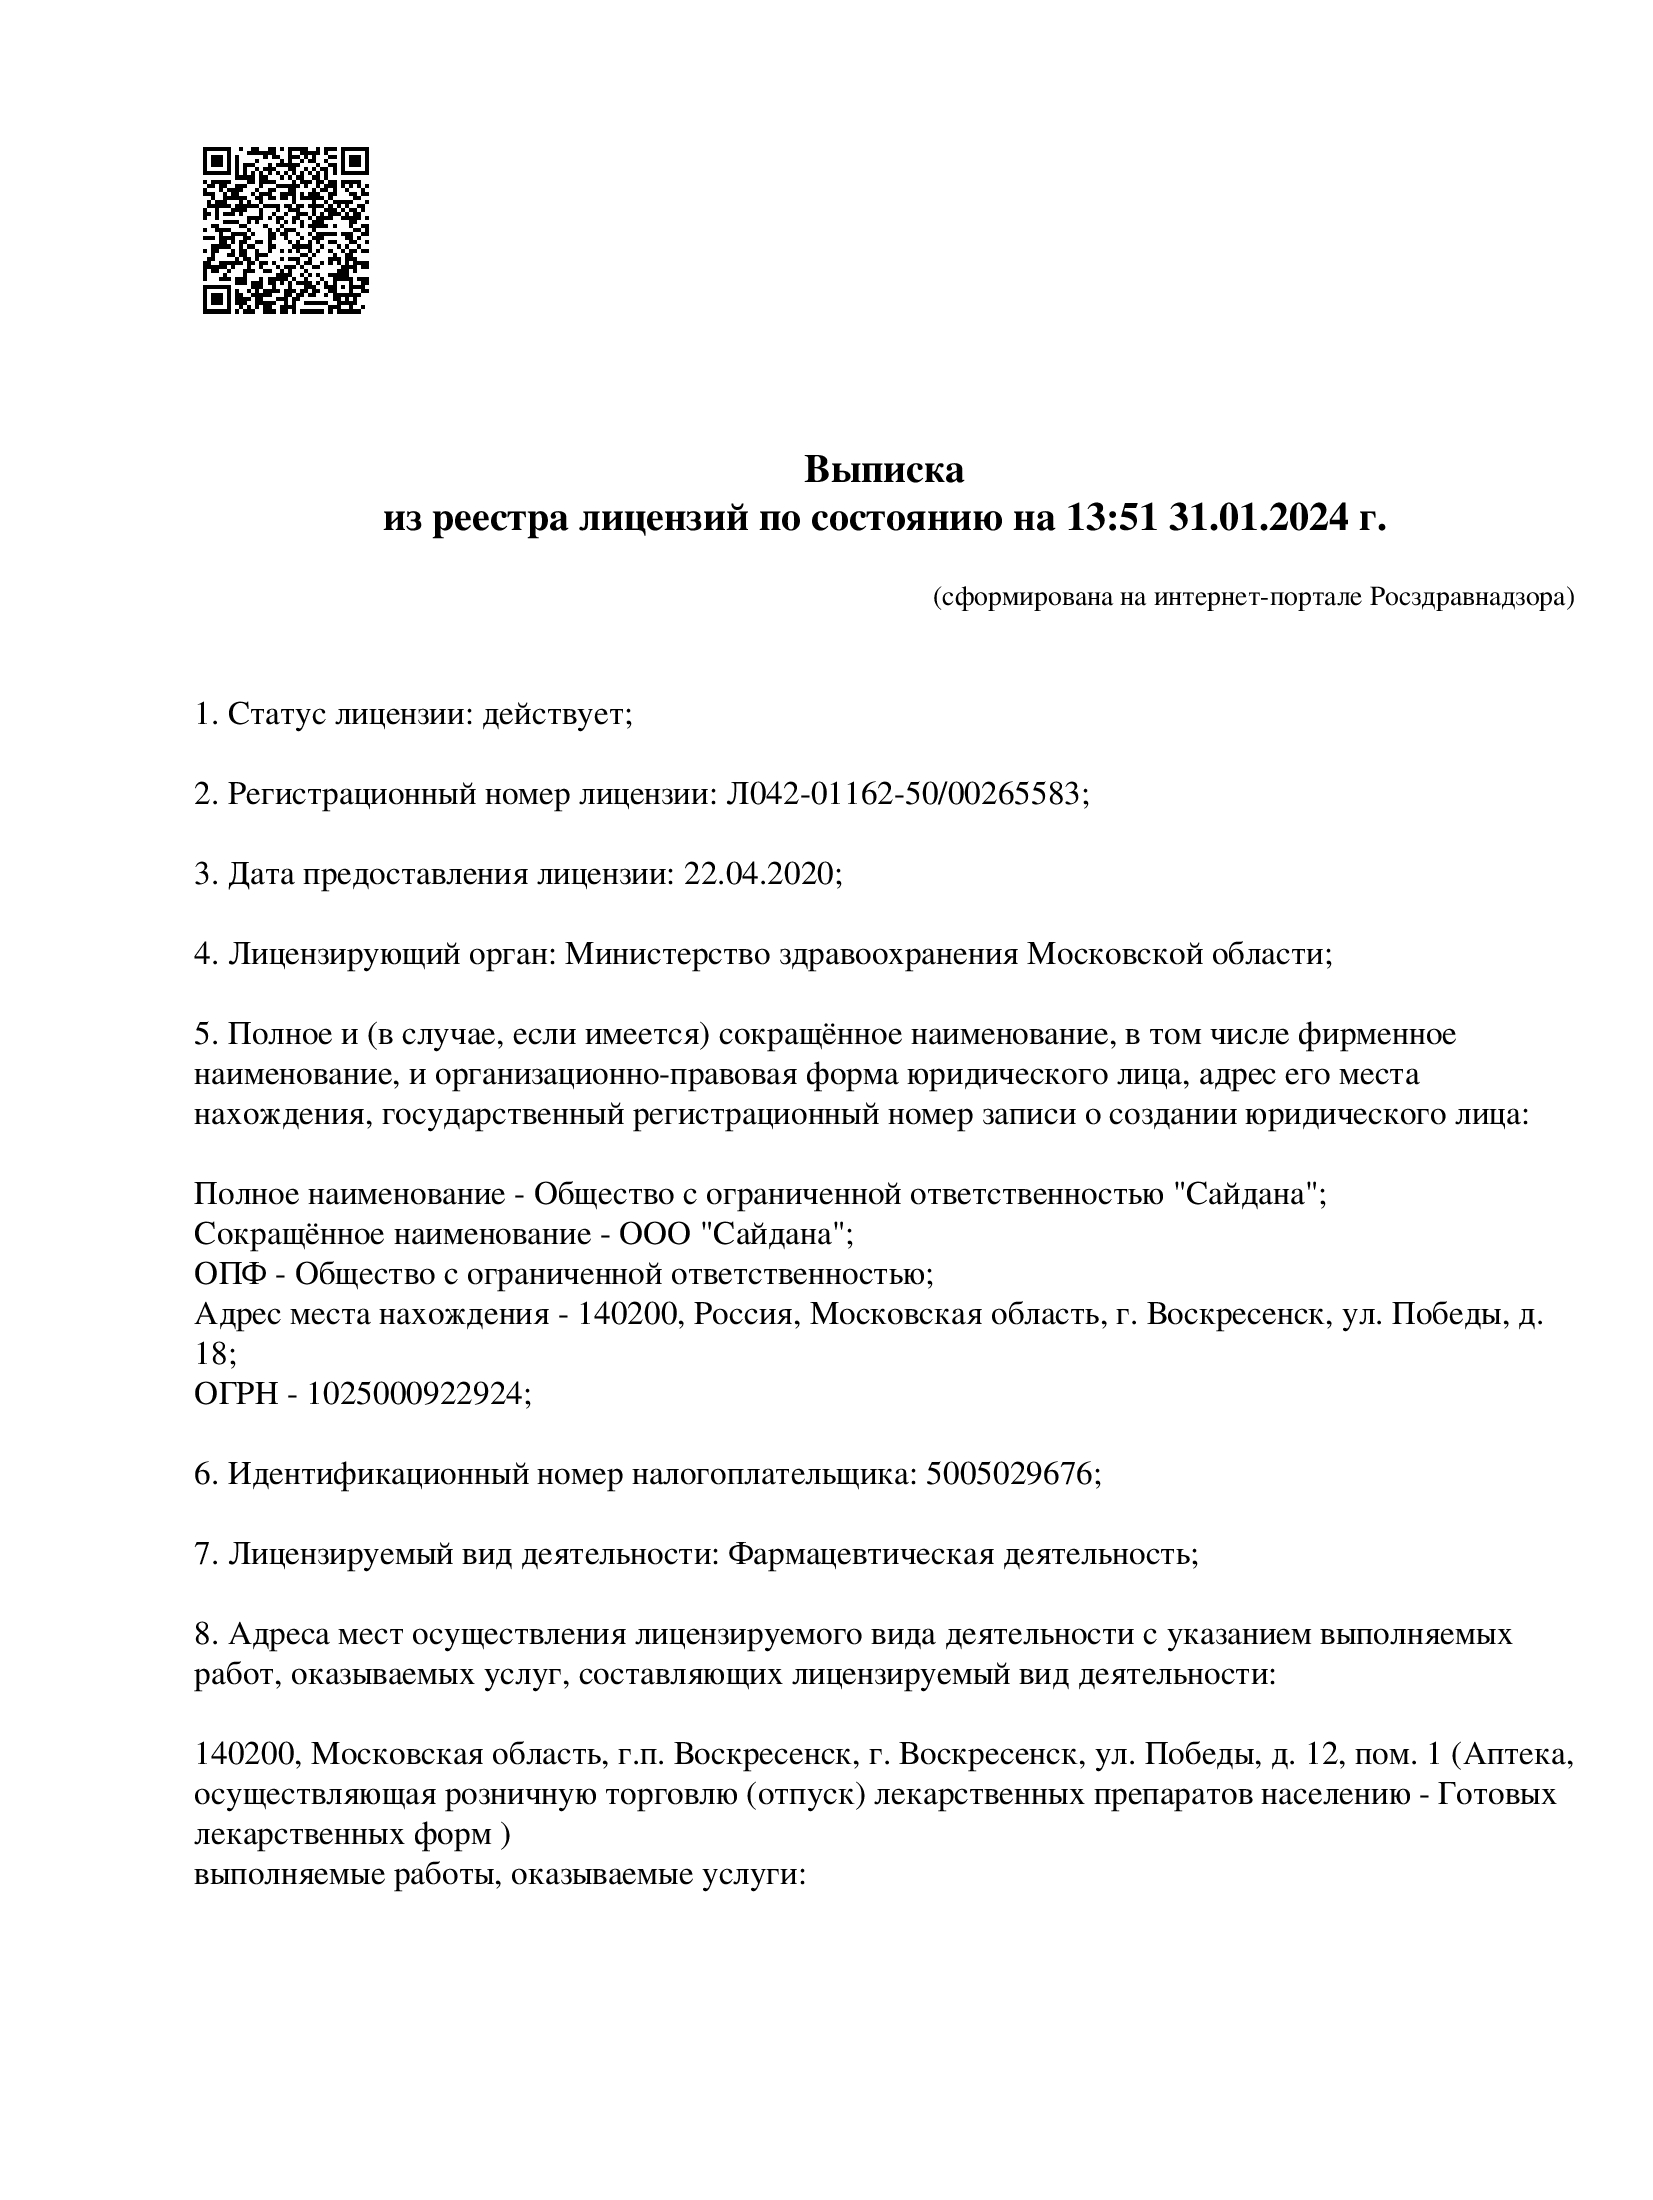 Выписка
из реестра лицензий по состоянию на 13:51 31.01.2024 г.
(сформирована на интернет-портале Росздравнадзора)
1. Статус лицензии: действует;
2. Регистрационный номер лицензии: Л042-01162-50/00265583;
3. Дата предоставления лицензии: 22.04.2020;
4. Лицензирующий орган: Министерство здравоохранения Московской области;
5. Полное и (в случае, если имеется) сокращённое наименование, в том числе фирменное
наименование, и организационно-правовая форма юридического лица, адрес его места
нахождения, государственный регистрационный номер записи о создании юридического лица:
Полное наименование - Общество с ограниченной ответственностью "Сайдана";
Сокращённое наименование - ООО "Сайдана";
ОПФ - Общество с ограниченной ответственностью;
Адрес места нахождения - 140200, Россия, Московская область, г. Воскресенск, ул. Победы, д.
18;
ОГРН - 1025000922924;
6. Идентификационный номер налогоплательщика: 5005029676;
7. Лицензируемый вид деятельности: Фармацевтическая деятельность;
8. Адреса мест осуществления лицензируемого вида деятельности с указанием выполняемых
работ, оказываемых услуг, составляющих лицензируемый вид деятельности:
140200, Московская область, г.п. Воскресенск, г. Воскресенск, ул. Победы, д. 12, пом. 1 (Аптека,
осуществляющая розничную торговлю (отпуск) лекарственных препаратов населению - Готовых
лекарственных форм )
выполняемые работы, оказываемые услуги: